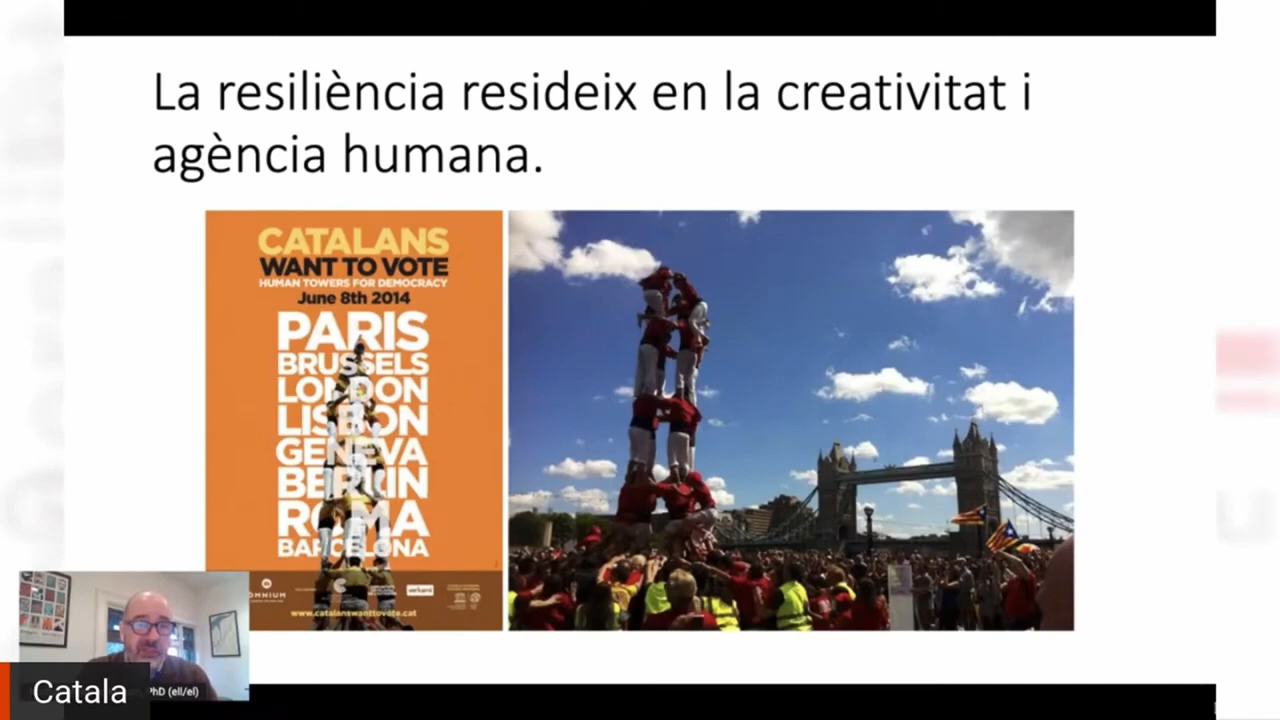 La resiliència resideix en la creativitat i
agència humana.
CATALANS
WANT TO VOTE
HUMAN TOWERS FOR DEMOCRACY
June 8th 2014
PARIS
BRUSSELS
LONDON
LISBON
GENEVA
BERLIN
ROMA
BARCELONA
www.catalanswanttovote.cat
PhD (ell/el)
Catala